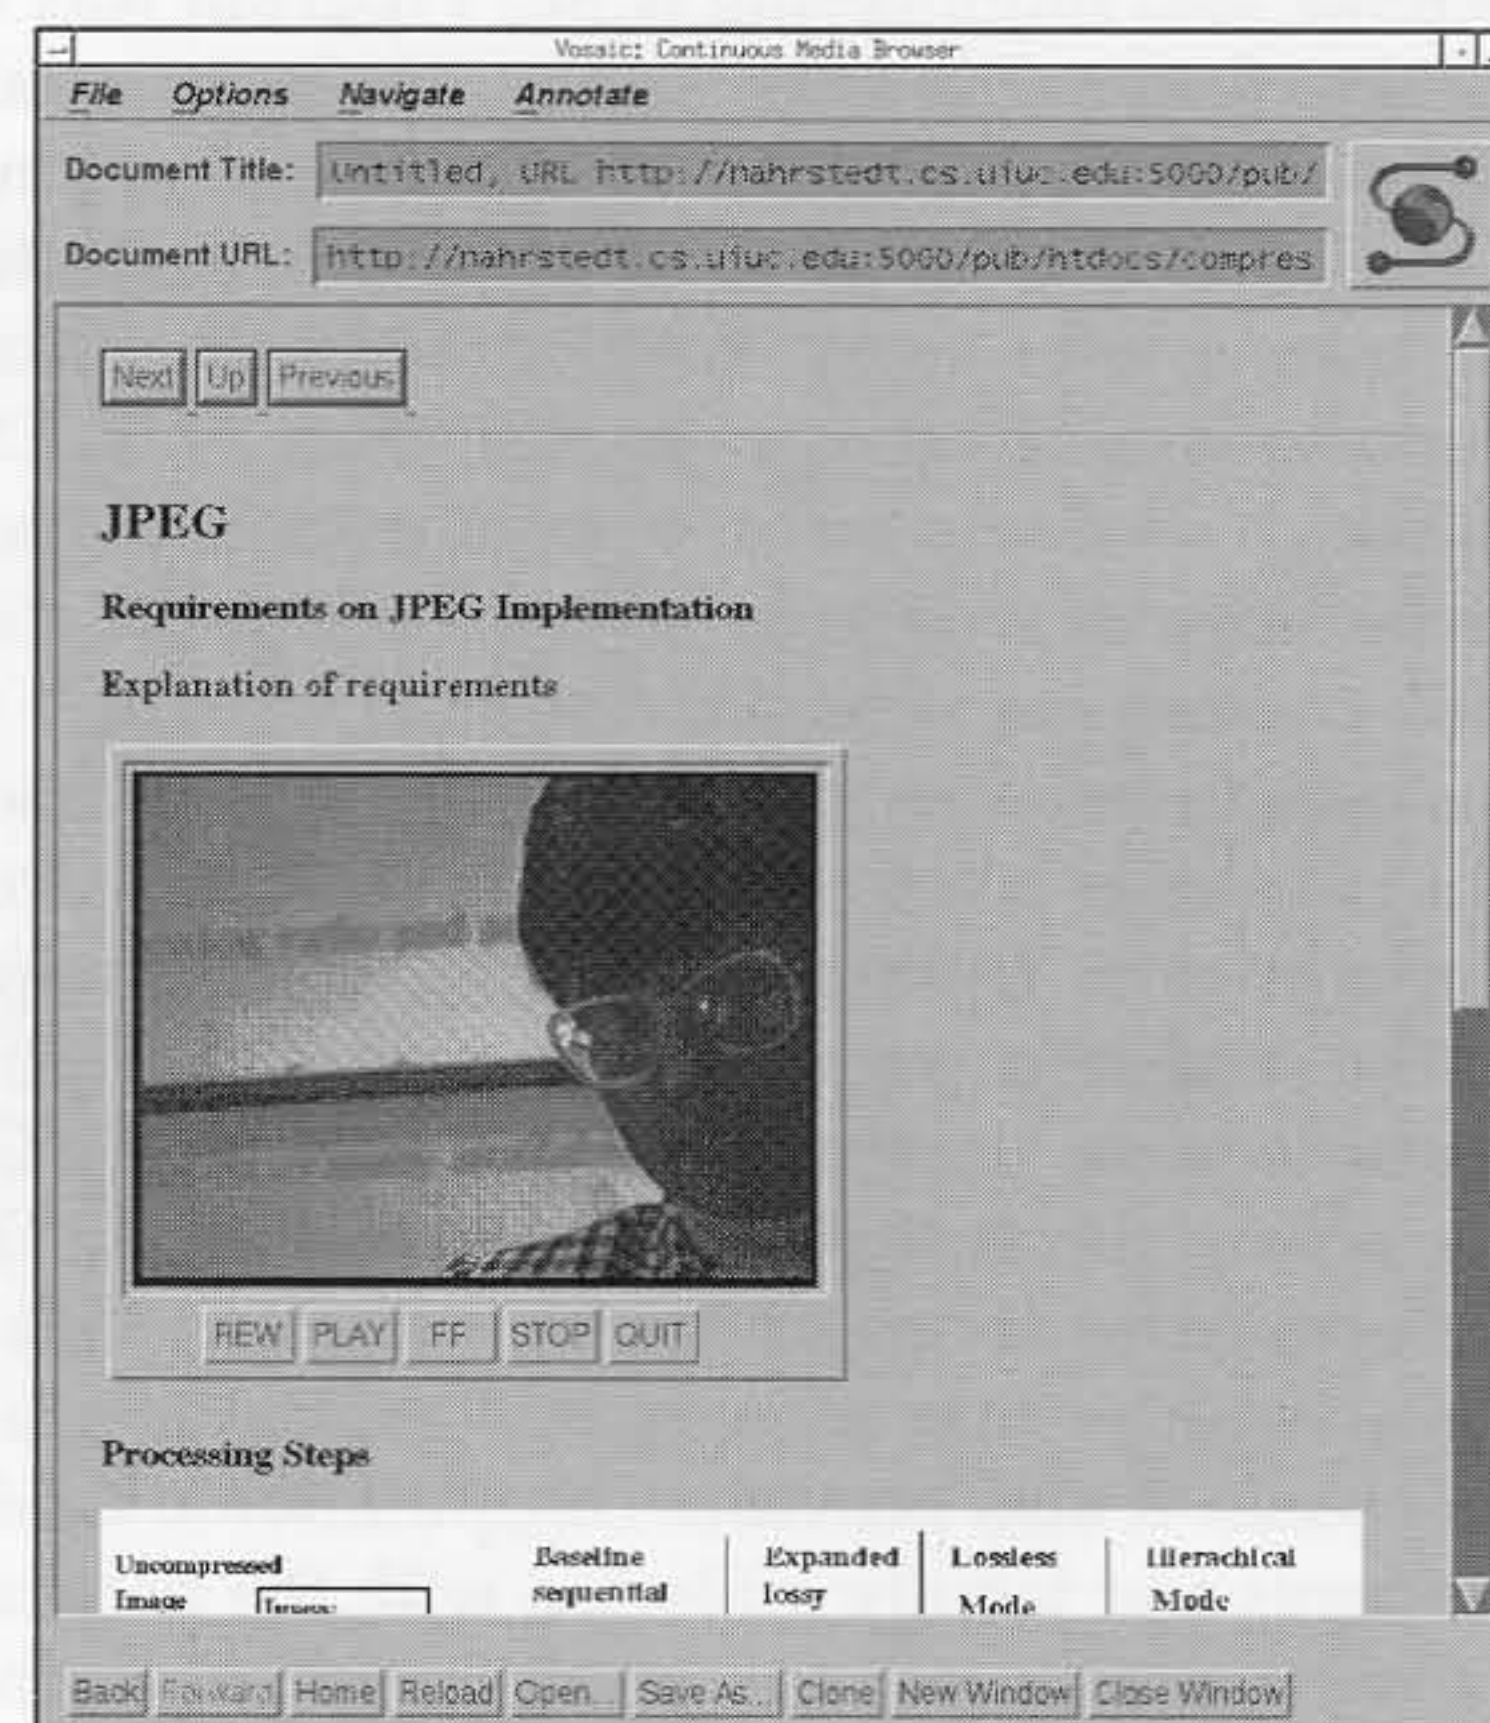 Vosaic: Continuous Media Browser
File Options Navigate Annotate
Document Title: Untitled, URL http://nahrstedt.cs.uiuc.edu:5000/pub/
Document URL: http://nahrstedt.cs.uiuc.edu:5000/pub/htdocs/compres
Next Up Previous
JPEG
Requirements on JPEG Implementation
Explanation of requirements
REW PLAY FF STOP QUIT
Processing Steps
Uncompressed
Image
Baseline
sequential
Expanded
lossy
Lossless
Mode
Hierachical
Mode
Back Forward Home Reload Open... Save As... Clone New Window Close Window